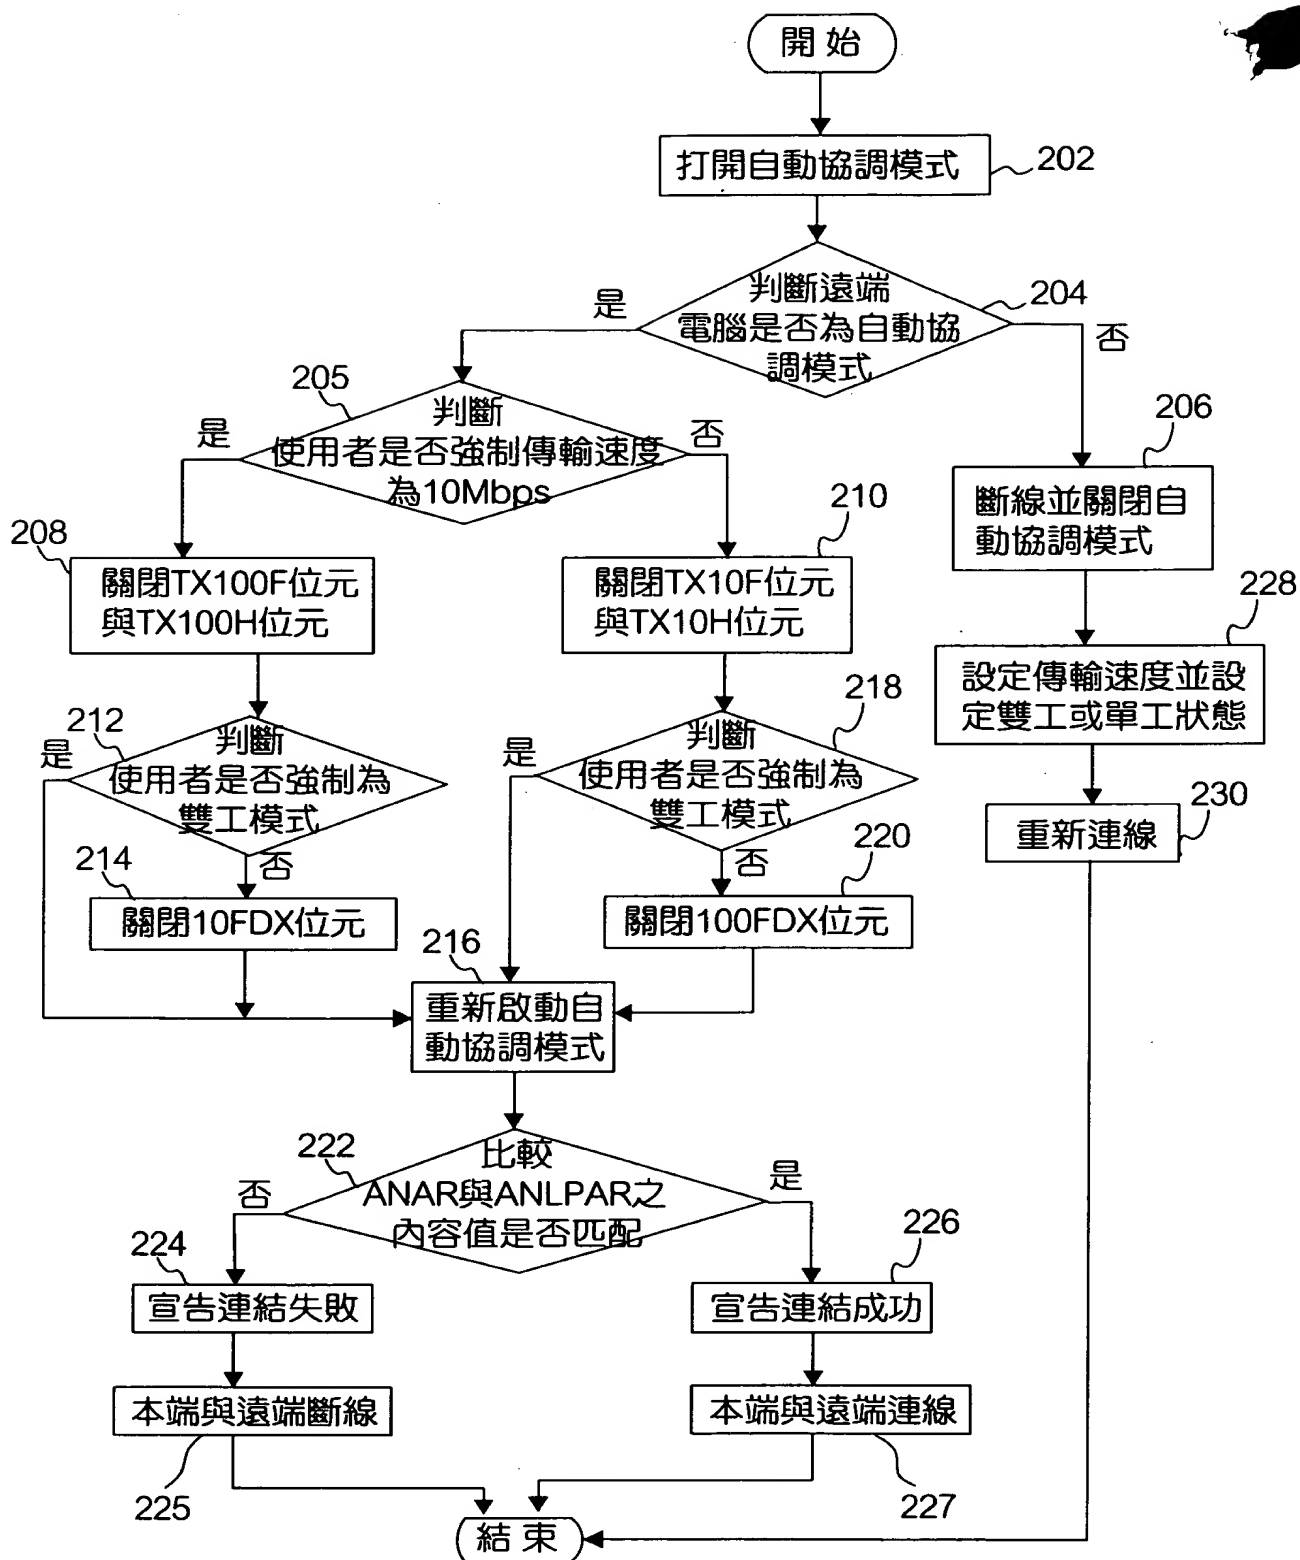 開始
打開自動協調模式
202
判斷遠端
電腦是否為自動協
調模式
204
是
否
205
判斷
使用者是否強制傳輸速度
為10Mbps
是
否
206
斷線並關閉自
動協調模式
208
關閉TX100F位元
與TX100H位元
210
關閉TX10F位元
與TX10H位元
228
設定傳輸速度並設
定雙工或單工狀態
212
是
判斷
使用者是否強制為
雙工模式
否
218
是
判斷
使用者是否強制為
雙工模式
否
230
重新連線
214
關閉10FDX位元
220
關閉100FDX位元
216
重新啟動自
動協調模式
222
比較
ANAR與ANLPAR之
內容值是否匹配
否
是
224
宣告連結失敗
226
宣告連結成功
本端與遠端斷線
225
本端與遠端連線
227
結束